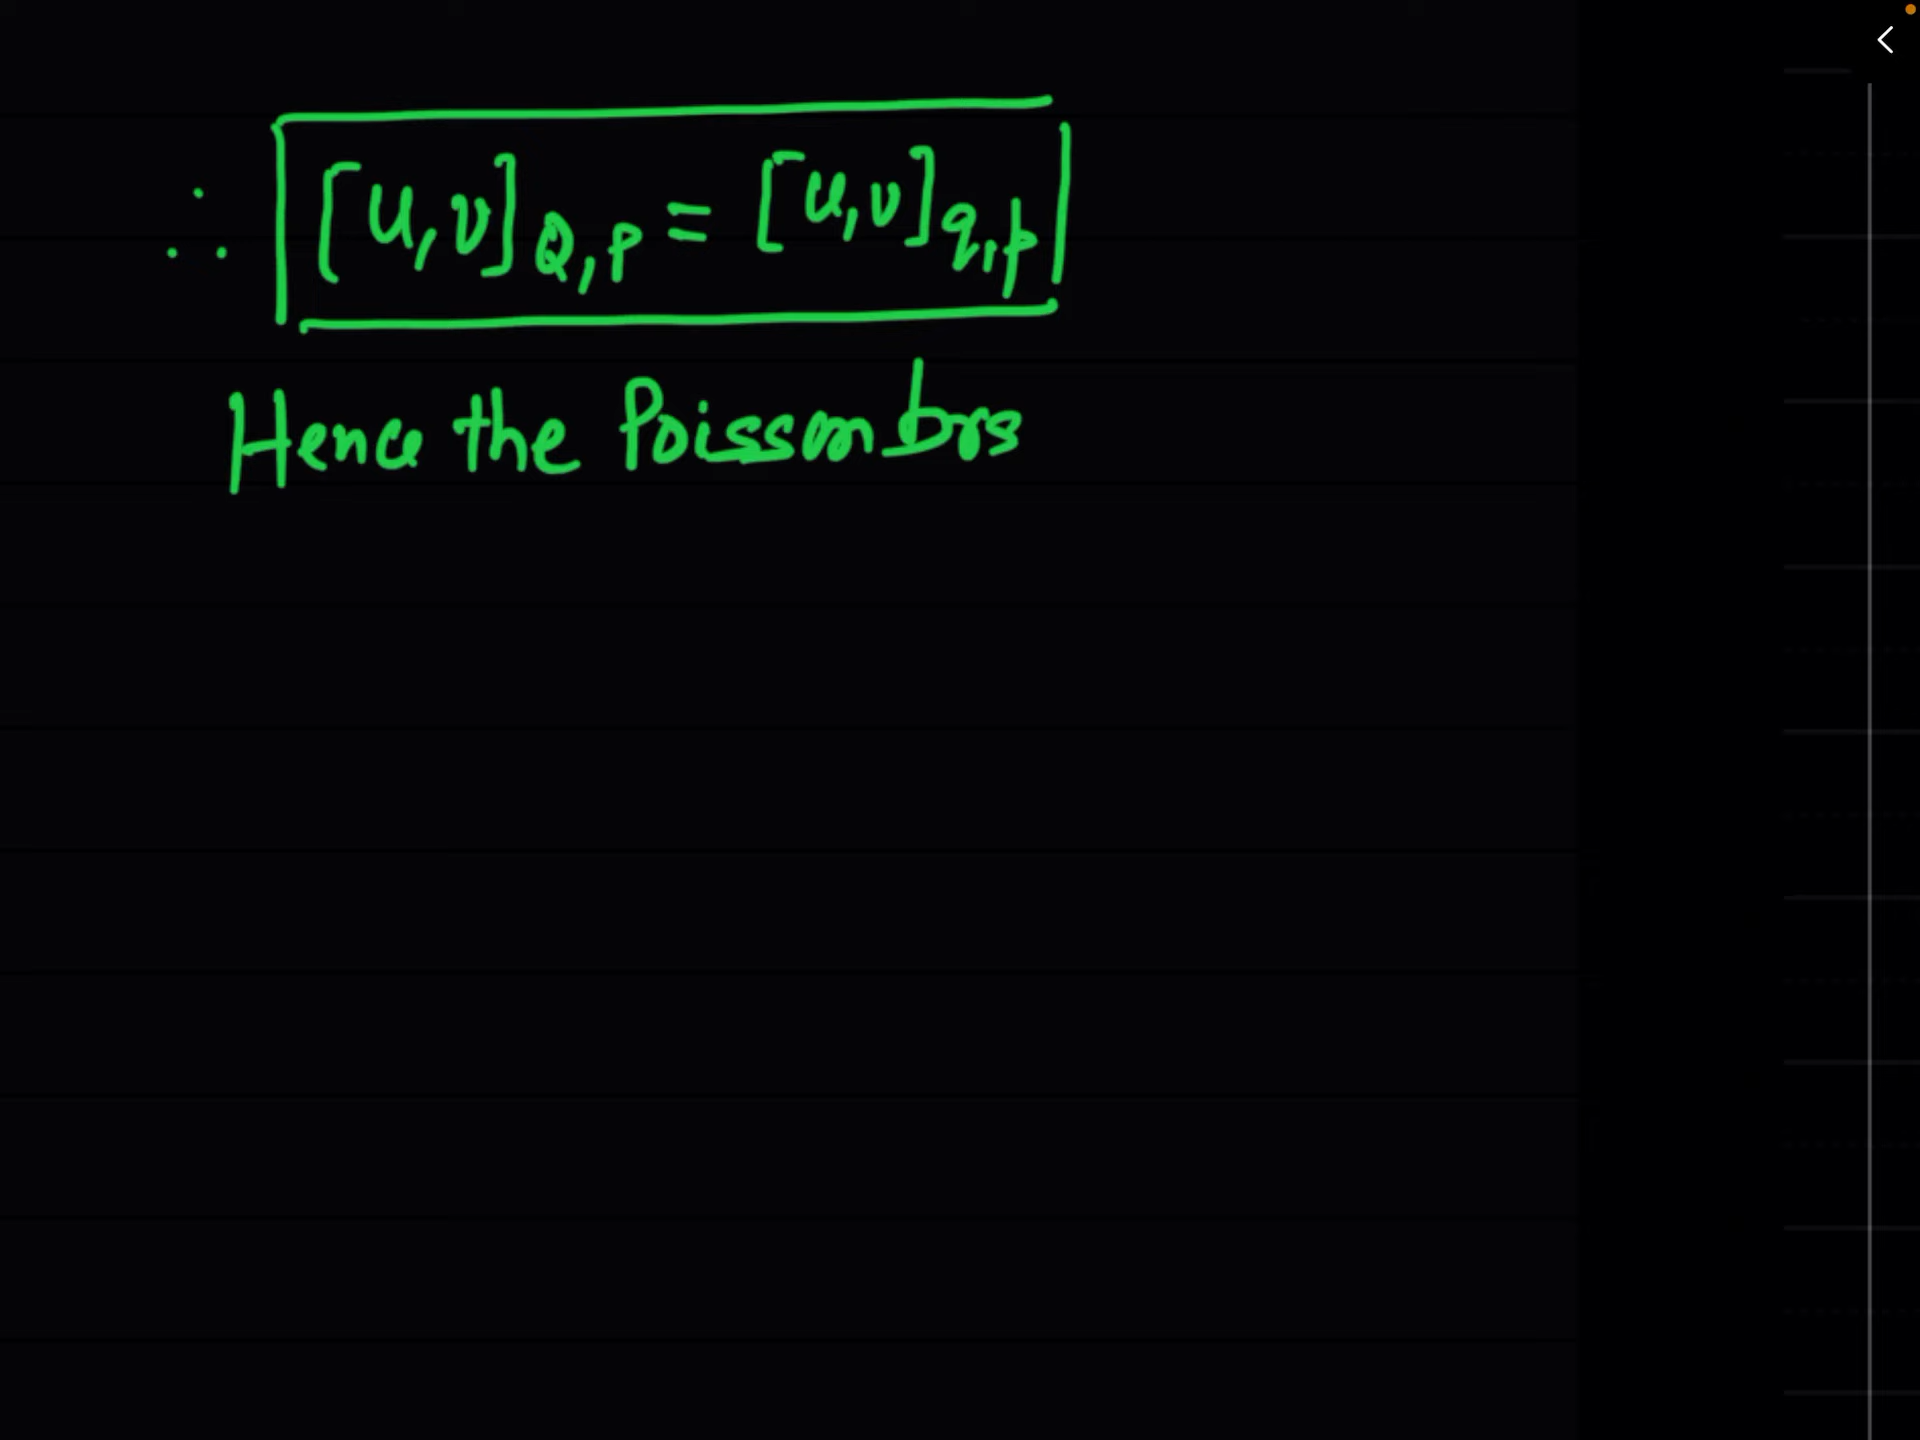 ∴ [u,v]Q,P = [u,v]q,p
Hence the Poisson brs